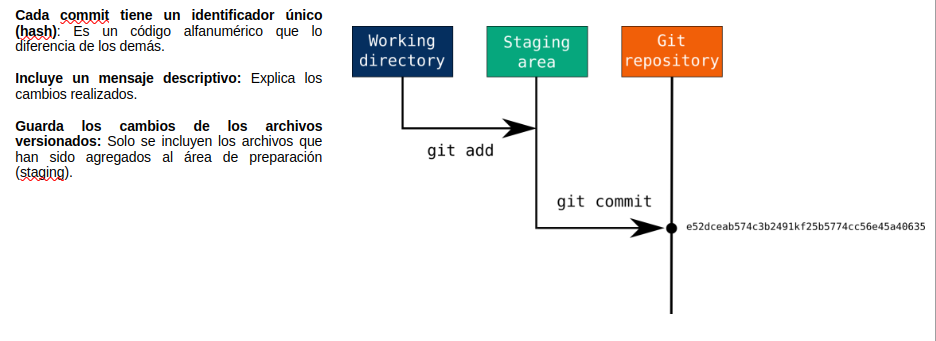 Cada commit tiene un identificador único
(hash): Es un código alfanumérico que lo
diferencia de los demás.
Incluye un mensaje descriptivo: Explica los
cambios realizados.
Guarda los cambios de los archivos
versionados: Solo se incluyen los archivos que
han sido agregados al área de preparación
(staging).
Working
directory
Staging
area
Git
repository
git add
git commit
e52dceab574c3b2491kf25b5774cc56e45a40635